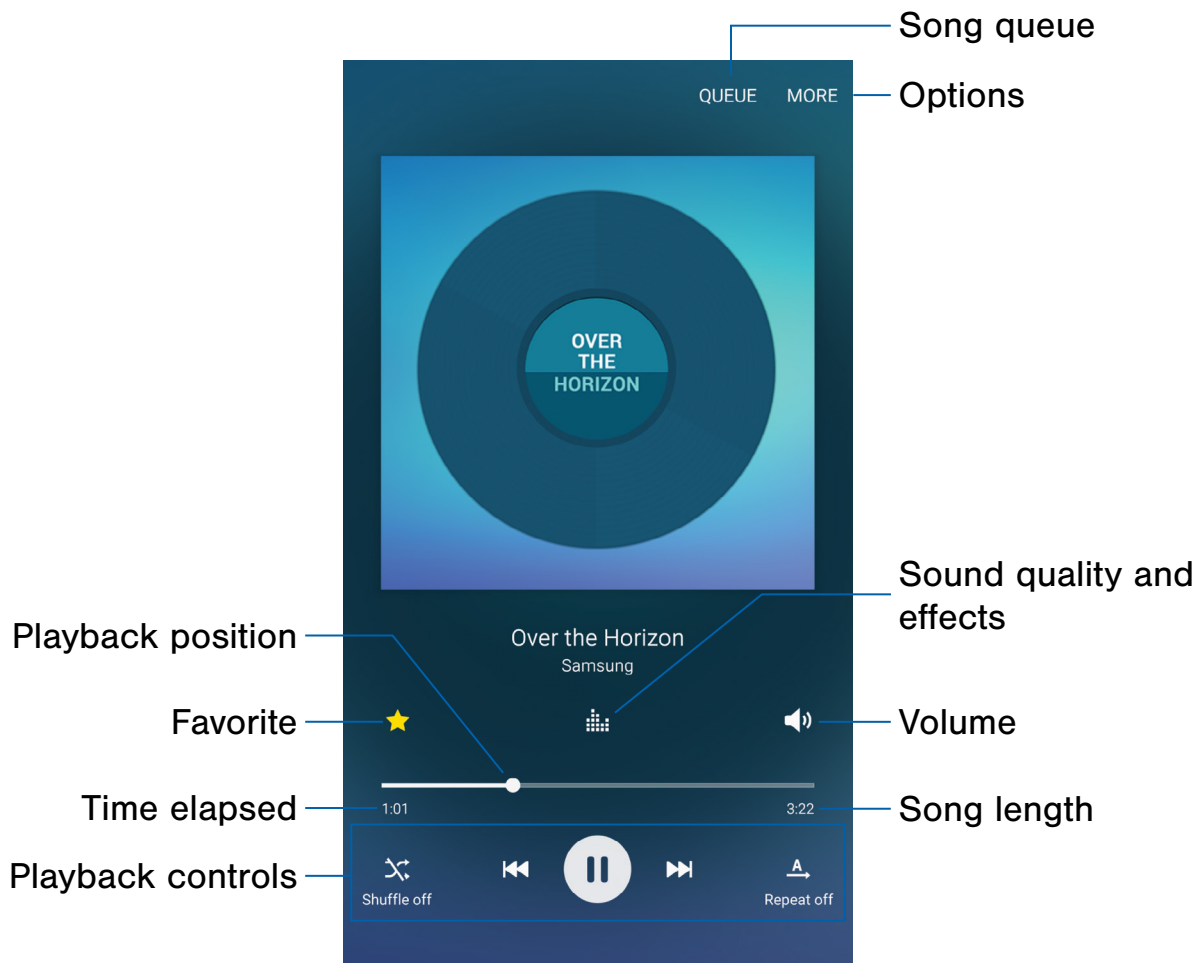 Song queue
QUEUE MORE
Options
OVER
THE
HORIZON
Sound quality and
effects
Playback position
Over the Horizon
Samsung
Favorite
Volume
Time elapsed
1:01
3:22
Song length
Playback controls
Shuffle off
A
Repeat off